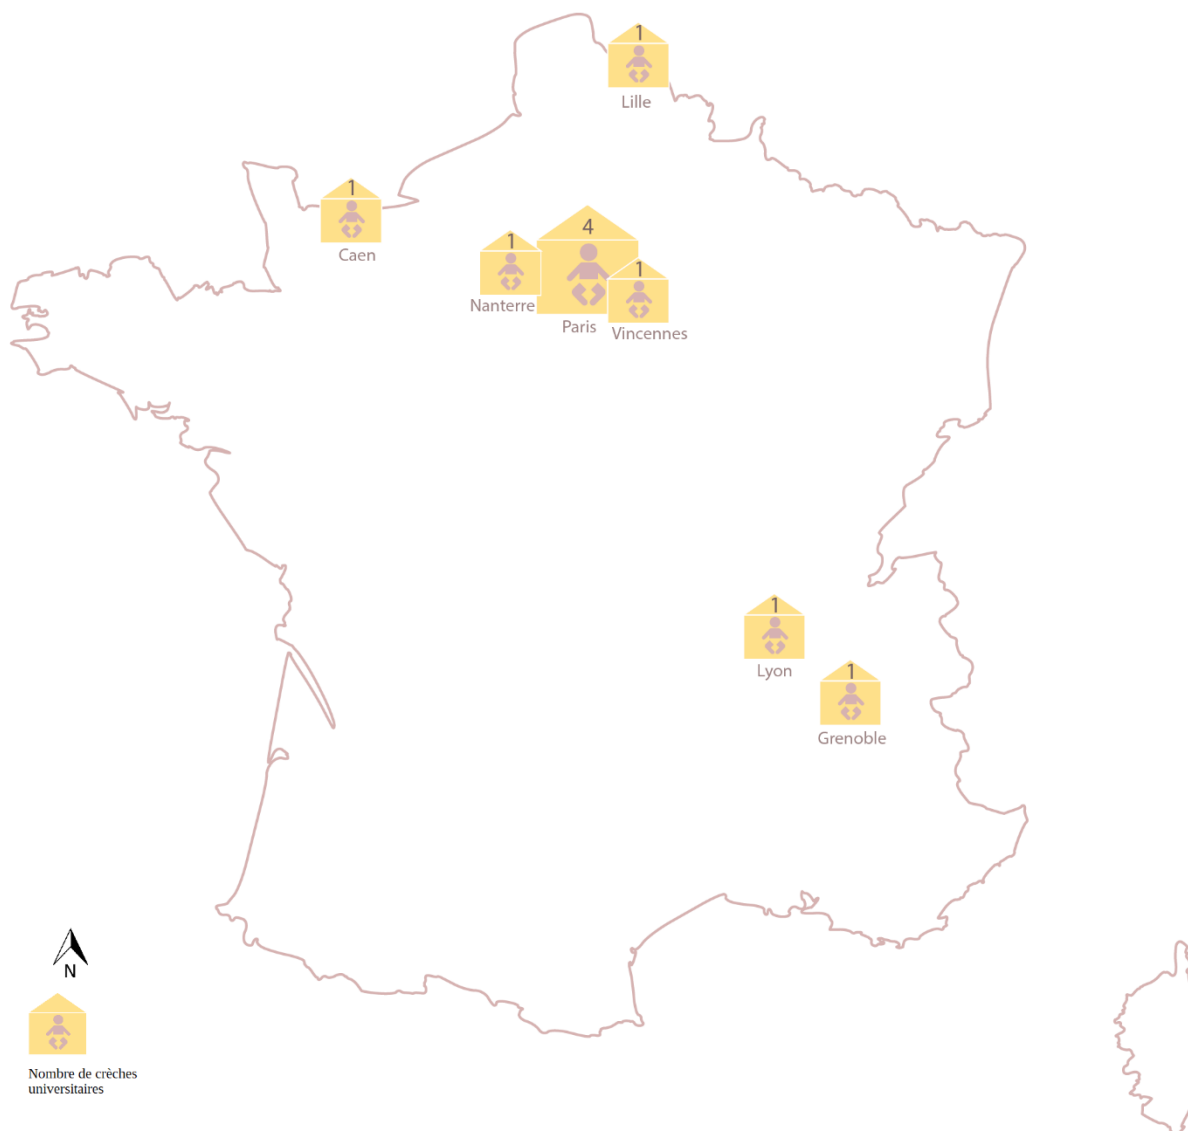 1
Lille
1
Caen
4
1
1
Nanterre
Paris
Vincennes
1
Lyon
1
Grenoble
N
Nombre de crèches
universitaires